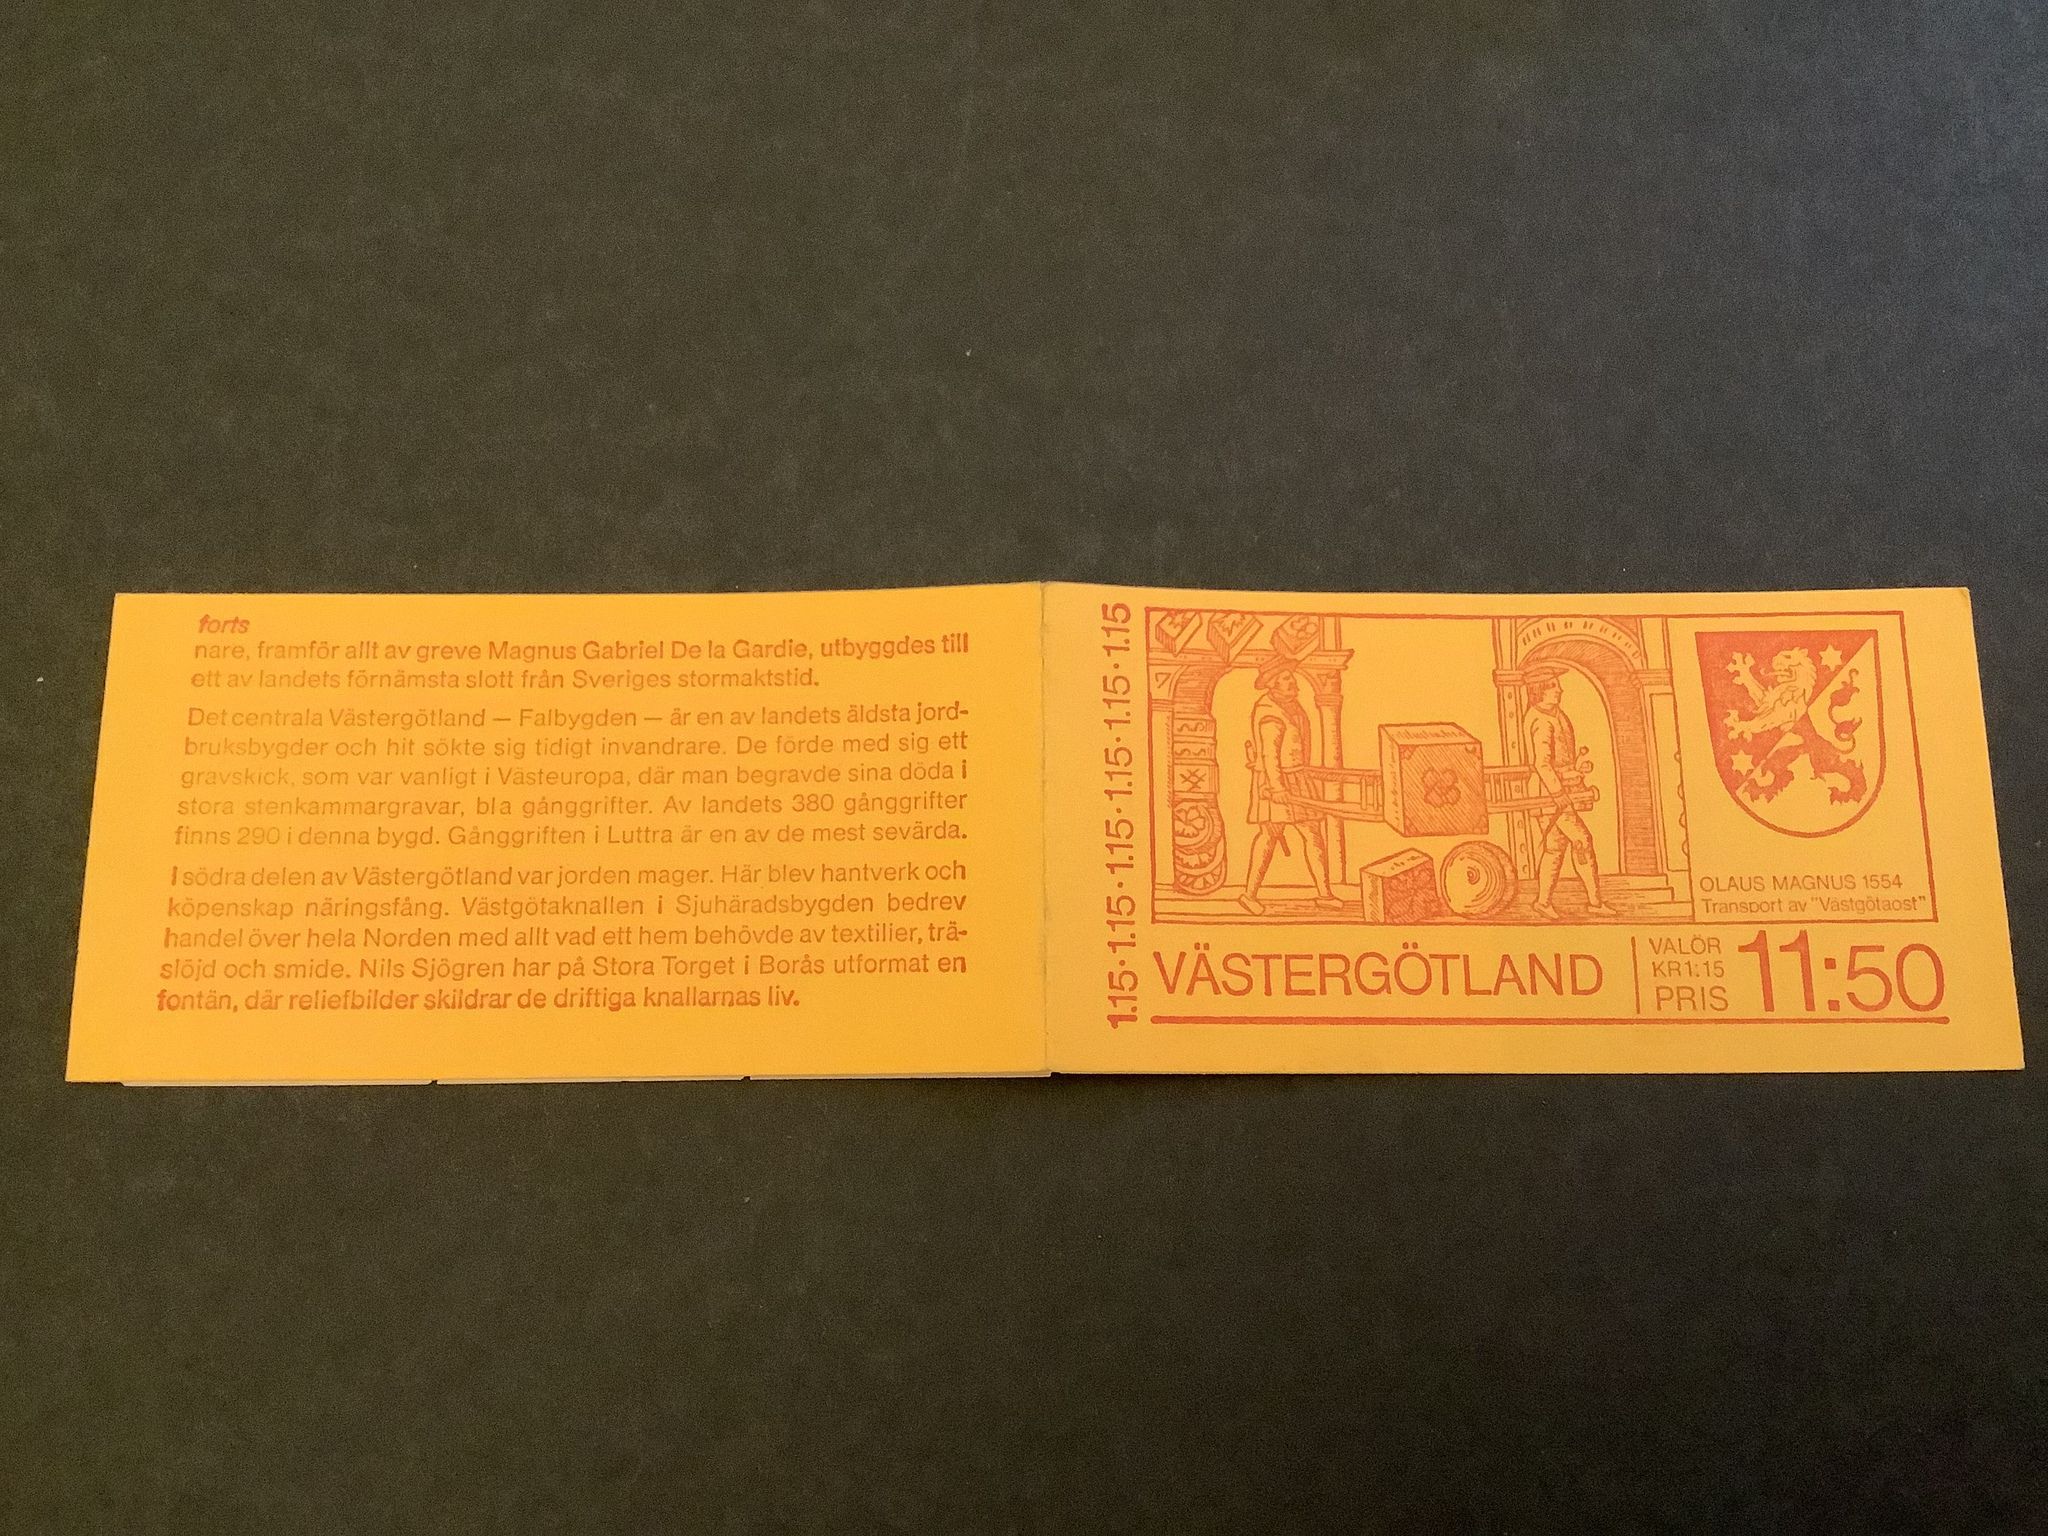 forts
nare, framför allt av greve Magnus Gabriel De la Gardie, utbyggdes till
ett av landets förnämsta slott från Sveriges stormaktstid.
Det centrala Västergötland — Falbygden — är en av landets äldsta jord-
bruksbygder och hit sökte sig tidigt invandrare. De förde med sig ett
gravskick, som var vanligt i Västeuropa, där man begravde sina döda i
stora stenkammargravar, bl a gånggrifter. Av landets 380 gånggrifter
finns 290 i denna bygd. Gånggriften i Luttra är en av de mest sevärda.
I södra delen av Västergötland var jorden mager. Här blev hantverk och
köpenskap näringsfång. Västgötaknallen i Sjuhäradsbygden bedrev
handel över hela Norden med allt vad ett hem behövde av textilier, trä-
slöjd och smide. Nils Sjögren har på Stora Torget i Borås utformat en
fontän, där reliefbilder skildrar de driftiga knallarnas liv.
1.15·1.15·1.15·1.15·1.15·1.15
OLAUS MAGNUS 1554
Transport av "Västgötaost"
VÄSTERGÖTLAND
VALÖR
KR 1:15
PRIS
11:50